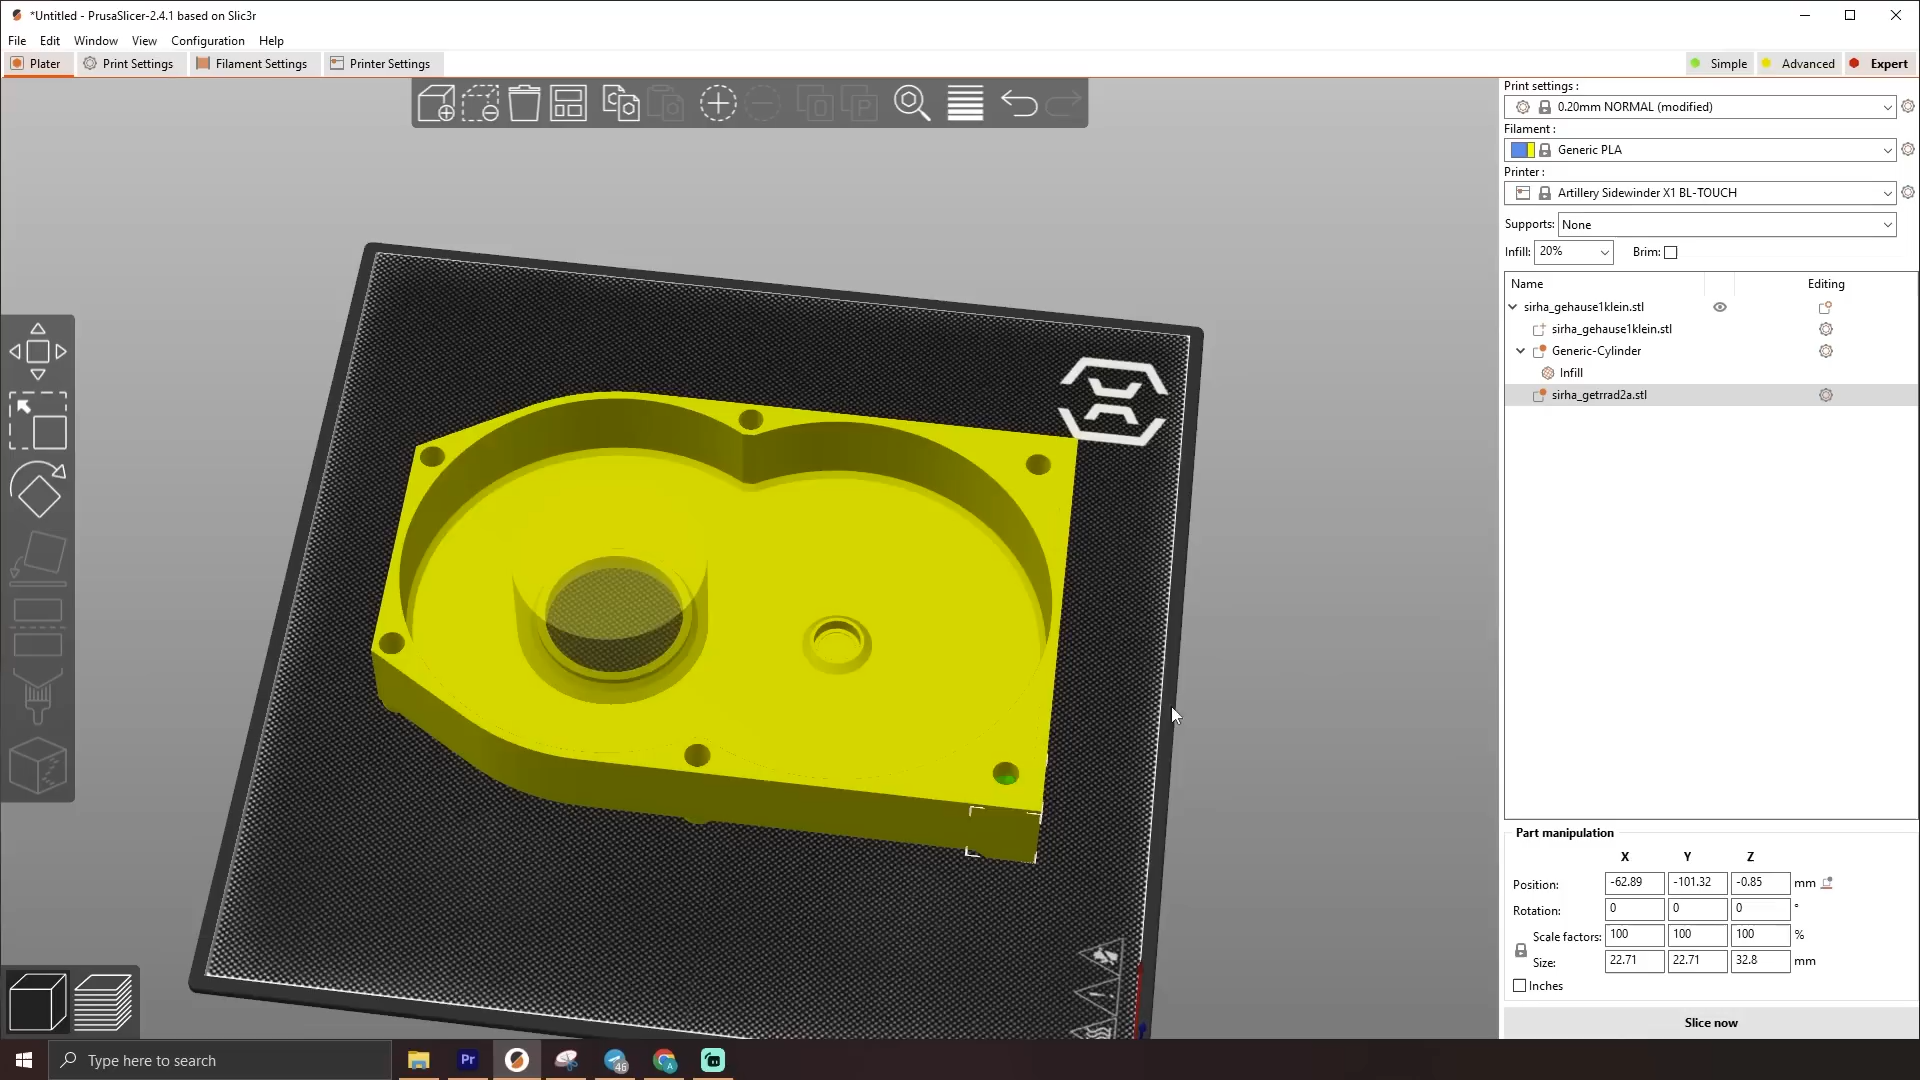 *Untitled - PrusaSlicer-2.4.1 based on Slic3r
File Edit Window View Configuration Help
Plater Print Settings Filament Settings Printer Settings
Simple Advanced Expert
Print settings :
0.20mm NORMAL (modified)
Filament :
Generic PLA
Printer :
Artillery Sidewinder X1 BL-TOUCH
Supports: None
Infill: 20% Brim:
Name Editing
sirha_gehause1klein.stl
sirha_gehause1klein.stl
Generic-Cylinder
Infill
sirha_getrrad2a.stl
Part manipulation
X Y Z
Position: -62.89 -101.32 -0.85 mm
Rotation: 0 0 0 °
Scale factors: 100 100 100 %
Size: 22.71 22.71 32.8 mm
Inches
Slice now
Type here to search
Pr
46
A